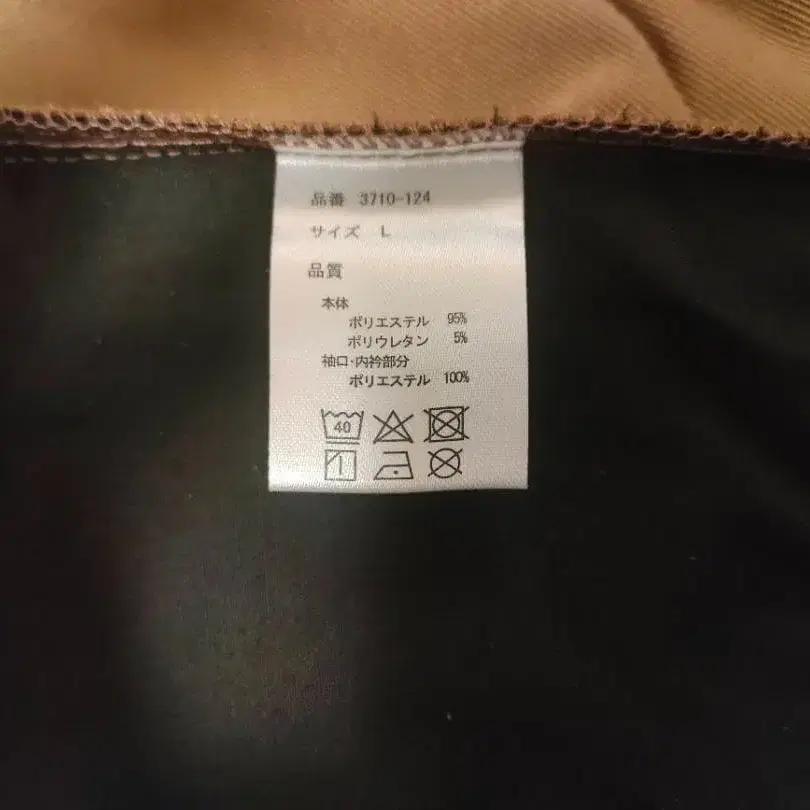 品番 3710-124
サイズ L
品質
本体
ポリエステル 95%
ポリウレタン 5%
袖口・内衿部分
ポリエステル 100%
40